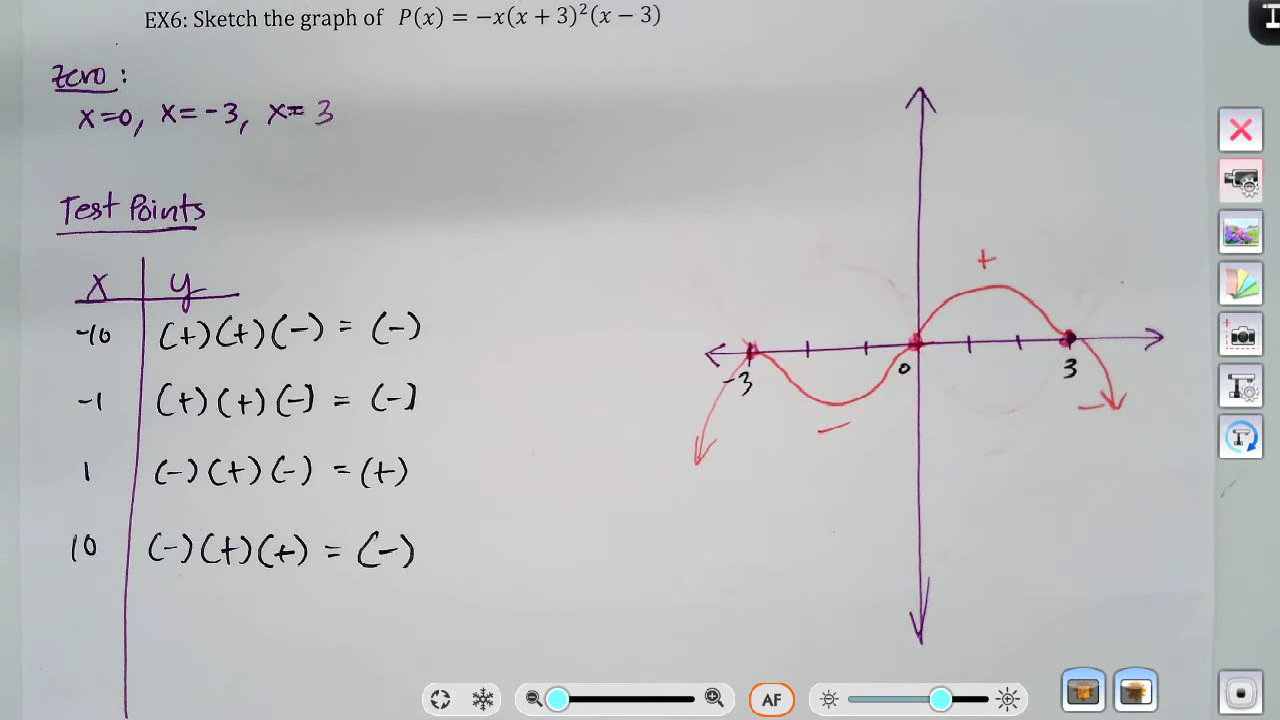 EX6: Sketch the graph of P(x) = −x(x + 3)²(x − 3)
Zero:
x=0, x=-3, x=3
Test Points
x y
-10 (+)(+)(-) = (-)
-1 (+)(+)(-) = (-)
1 (-)(+)(-) = (+)
10 (-)(+)(+) = (-)
+
-3 0 3
− −
AF